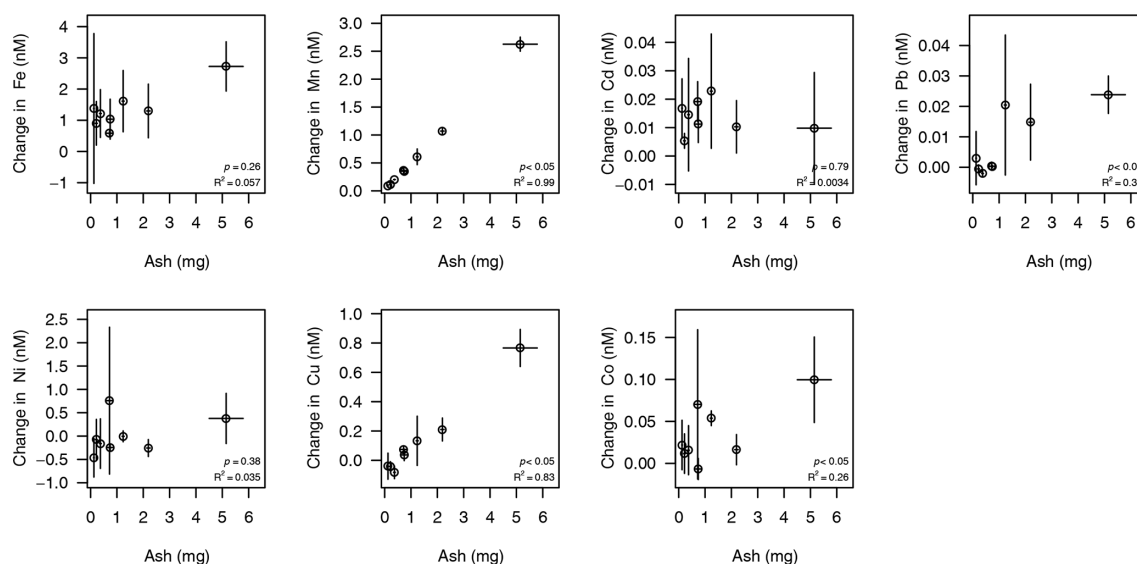 Change in Fe (nM)
4
3
2
1
0
−1
p = 0.26
R² = 0.057
0 1 2 3 4 5 6
Ash (mg)
Change in Mn (nM)
3.0
2.5
2.0
1.5
1.0
0.5
0.0
p < 0.05
R² = 0.99
0 1 2 3 4 5 6
Ash (mg)
Change in Cd (nM)
0.04
0.03
0.02
0.01
0.00
−0.01
p = 0.79
R² = 0.0034
0 1 2 3 4 5 6
Ash (mg)
Change in Pb (nM)
0.04
0.03
0.02
0.01
0.00
p < 0.0
R² = 0.3
0 1 2 3 4 5 6
Ash (mg)
Change in Ni (nM)
2.5
2.0
1.5
1.0
0.5
0.0
−0.5
−1.0
p = 0.38
R² = 0.035
0 1 2 3 4 5 6
Ash (mg)
Change in Cu (nM)
1.0
0.8
0.6
0.4
0.2
0.0
p < 0.05
R² = 0.83
0 1 2 3 4 5 6
Ash (mg)
Change in Co (nM)
0.15
0.10
0.05
0.00
p < 0.05
R² = 0.26
0 1 2 3 4 5 6
Ash (mg)